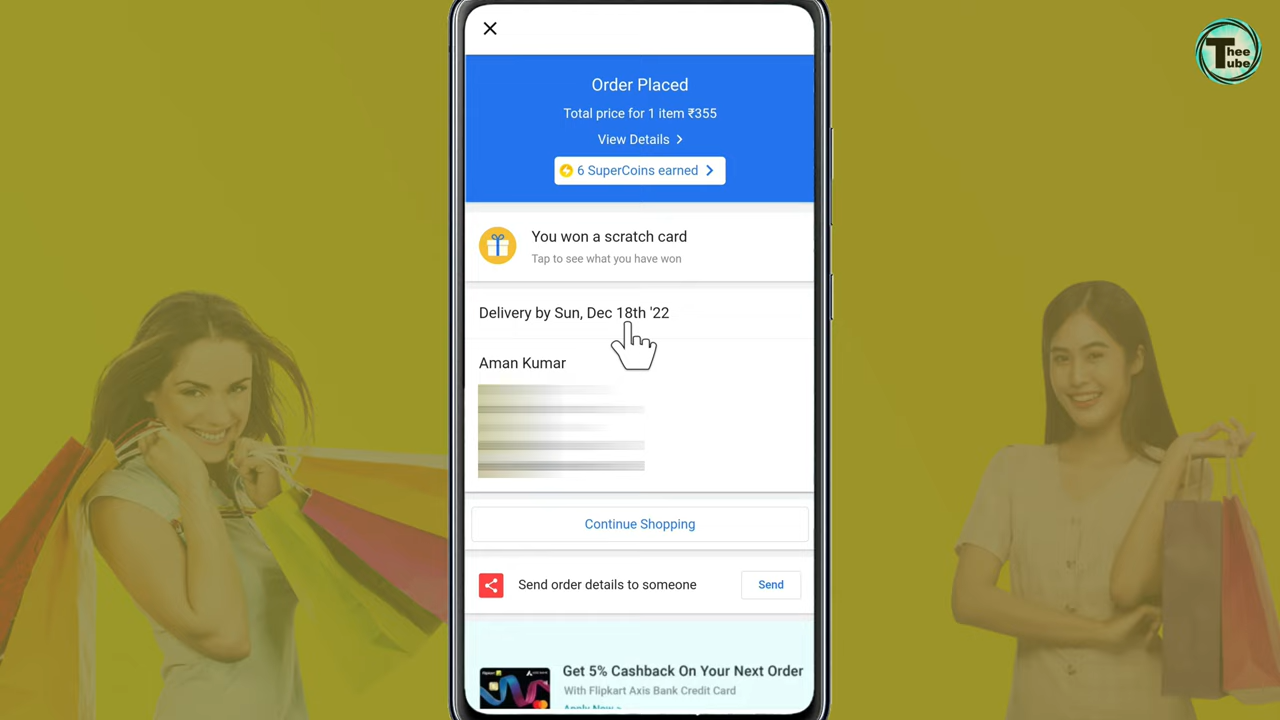 Thee
Tube
Order Placed
Total price for 1 item ₹355
View Details >
6 SuperCoins earned >
You won a scratch card
Tap to see what you have won
Delivery by Sun, Dec 18th '22
Aman Kumar
Continue Shopping
Send order details to someone
Send
Get 5% Cashback On Your Next Order
With Flipkart Axis Bank Credit Card
Apply Now >